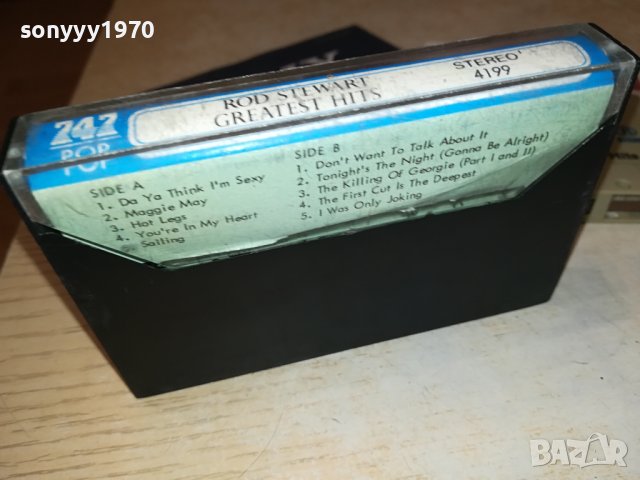 sonyyy1970
747
POP
ROD STEWART
GREATEST HITS
STEREO
4199
SIDE A
1. Da Ya Think I'm Sexy
2. Maggie May
3. Hot Legs
4. You're In My Heart
Sailing
SIDE B
1. Don't Want To Talk About It
2. Tonight's The Night (Gonna Be Alright)
3. The Killing Of Georgie (Part I and II)
4. The First Cut Is The Deepest
5. I Was Only Joking
BAZAR